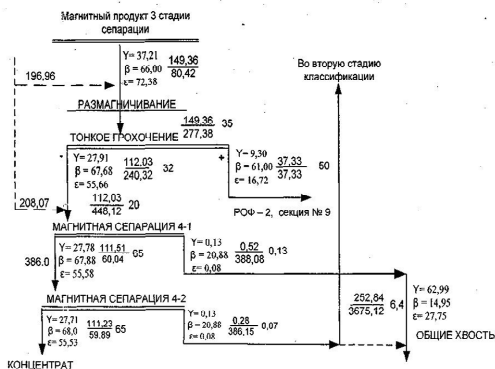 Магнитный продукт 3 стадии
сепарации
Y= 37,21
β = 66,00
ε= 72,38
149,36
80,42
196,96
Во вторую стадию
классификации
РАЗМАГНИЧИВАНИЕ
149,36
277,38
35
ТОНКОЕ ГРОХОЧЕНИЕ
Y= 27,91
β = 67,68
ε= 55,66
112,03
240,32
32
+
Y= 9,30
β = 61,00
ε= 16,72
37,33
37,33
50
112,03
448,12
20
208,07
РОФ – 2, секция № 9
МАГНИТНАЯ СЕПАРАЦИЯ 4-1
386.0
Y= 27,78
β = 67,88
ε= 55,58
111,51
60,04
65
Y= 0,13
β = 20,88
ε= 0,08
0,52
388,08
0,13
МАГНИТНАЯ СЕПАРАЦИЯ 4-2
Y= 27,71
β = 68,0
ε= 55,53
111,23
59.89
65
Y= 0,13
β – 20,88
ε= 0,08
0,28
386,15
0,07
252,84
3675,12
6,4
Y= 62,99
β = 14,95
ε= 27,75
ОБЩИЕ ХВОСТЬ
КОНЦЕНТРАТ